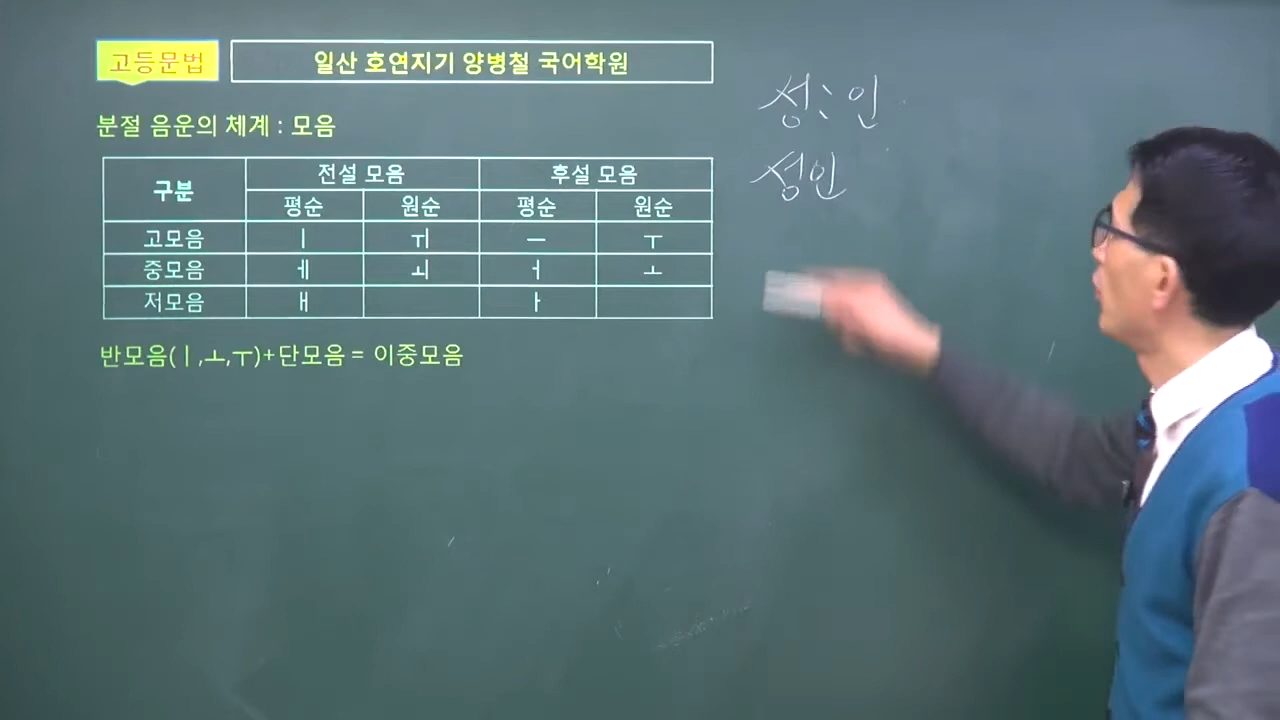 고등문법 일산 호연지기 양병철 국어학원
분절 음운의 체계 : 모음
구분 전설 모음 후설 모음
평순 원순 평순 원순
고모음 ㅣ ㅟ ㅡ ㅜ
중모음 ㅔ ㅚ ㅓ ㅗ
저모음 ㅐ ㅏ
반모음(ㅣ,ㅗ,ㅜ)+단모음 = 이중모음
성: 인
성인